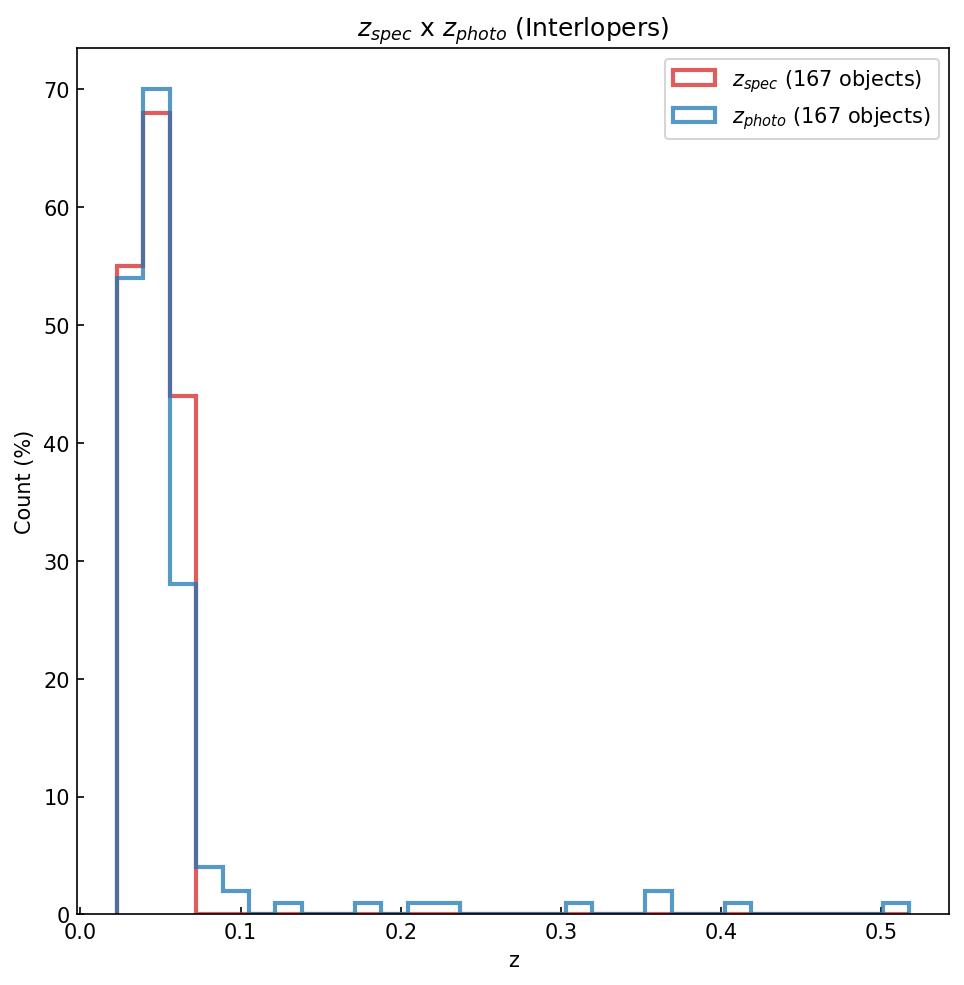 z_spec x z_photo (Interlopers)
z_spec (167 objects)
z_photo (167 objects)
Count (%)
70
60
50
40
30
20
10
0
0.0 0.1 0.2 0.3 0.4 0.5
z